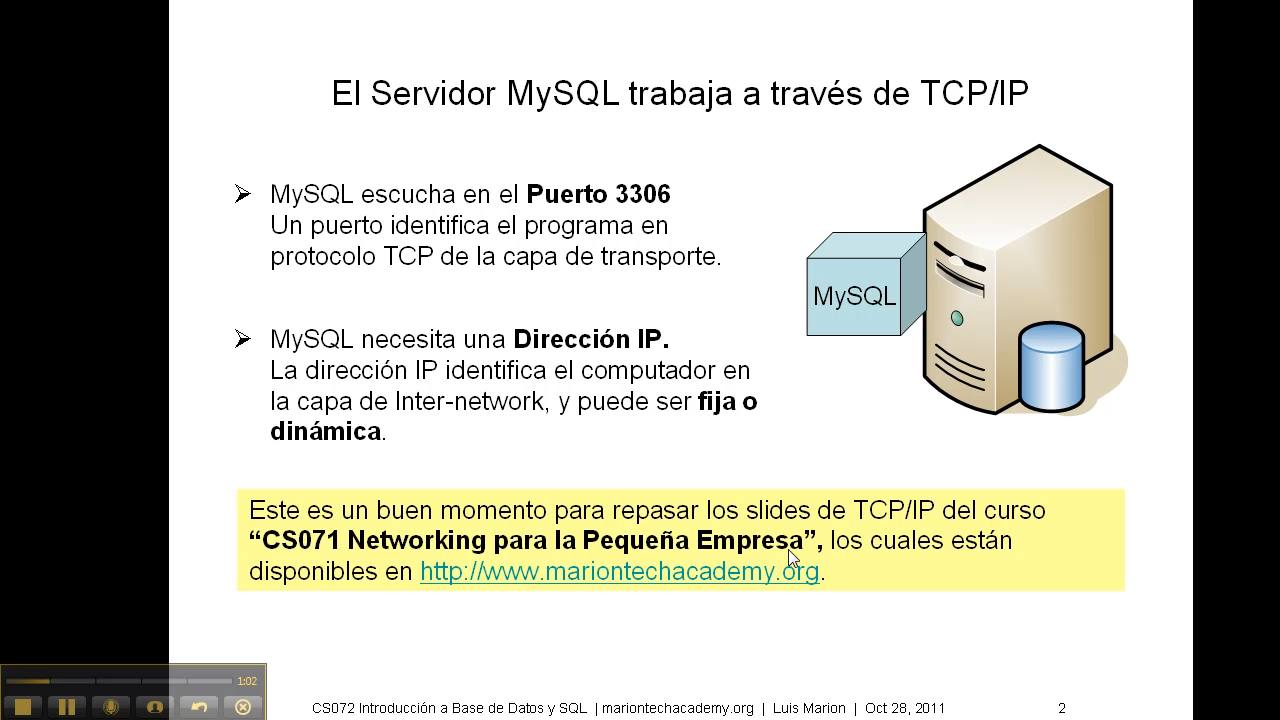 El Servidor MySQL trabaja a través de TCP/IP
MySQL escucha en el Puerto 3306
Un puerto identifica el programa en
protocolo TCP de la capa de transporte.
MySQL
MySQL necesita una Dirección IP.
La dirección IP identifica el computador en
la capa de Inter-network, y puede ser fija o
dinámica.
Este es un buen momento para repasar los slides de TCP/IP del curso
“CS071 Networking para la Pequeña Empresa”, los cuales están
disponibles en http://www.mariontechacademy.org.
1:02
CS072 Introducción a Base de Datos y SQL | mariontechacademy.org | Luis Marion | Oct 28, 2011 2